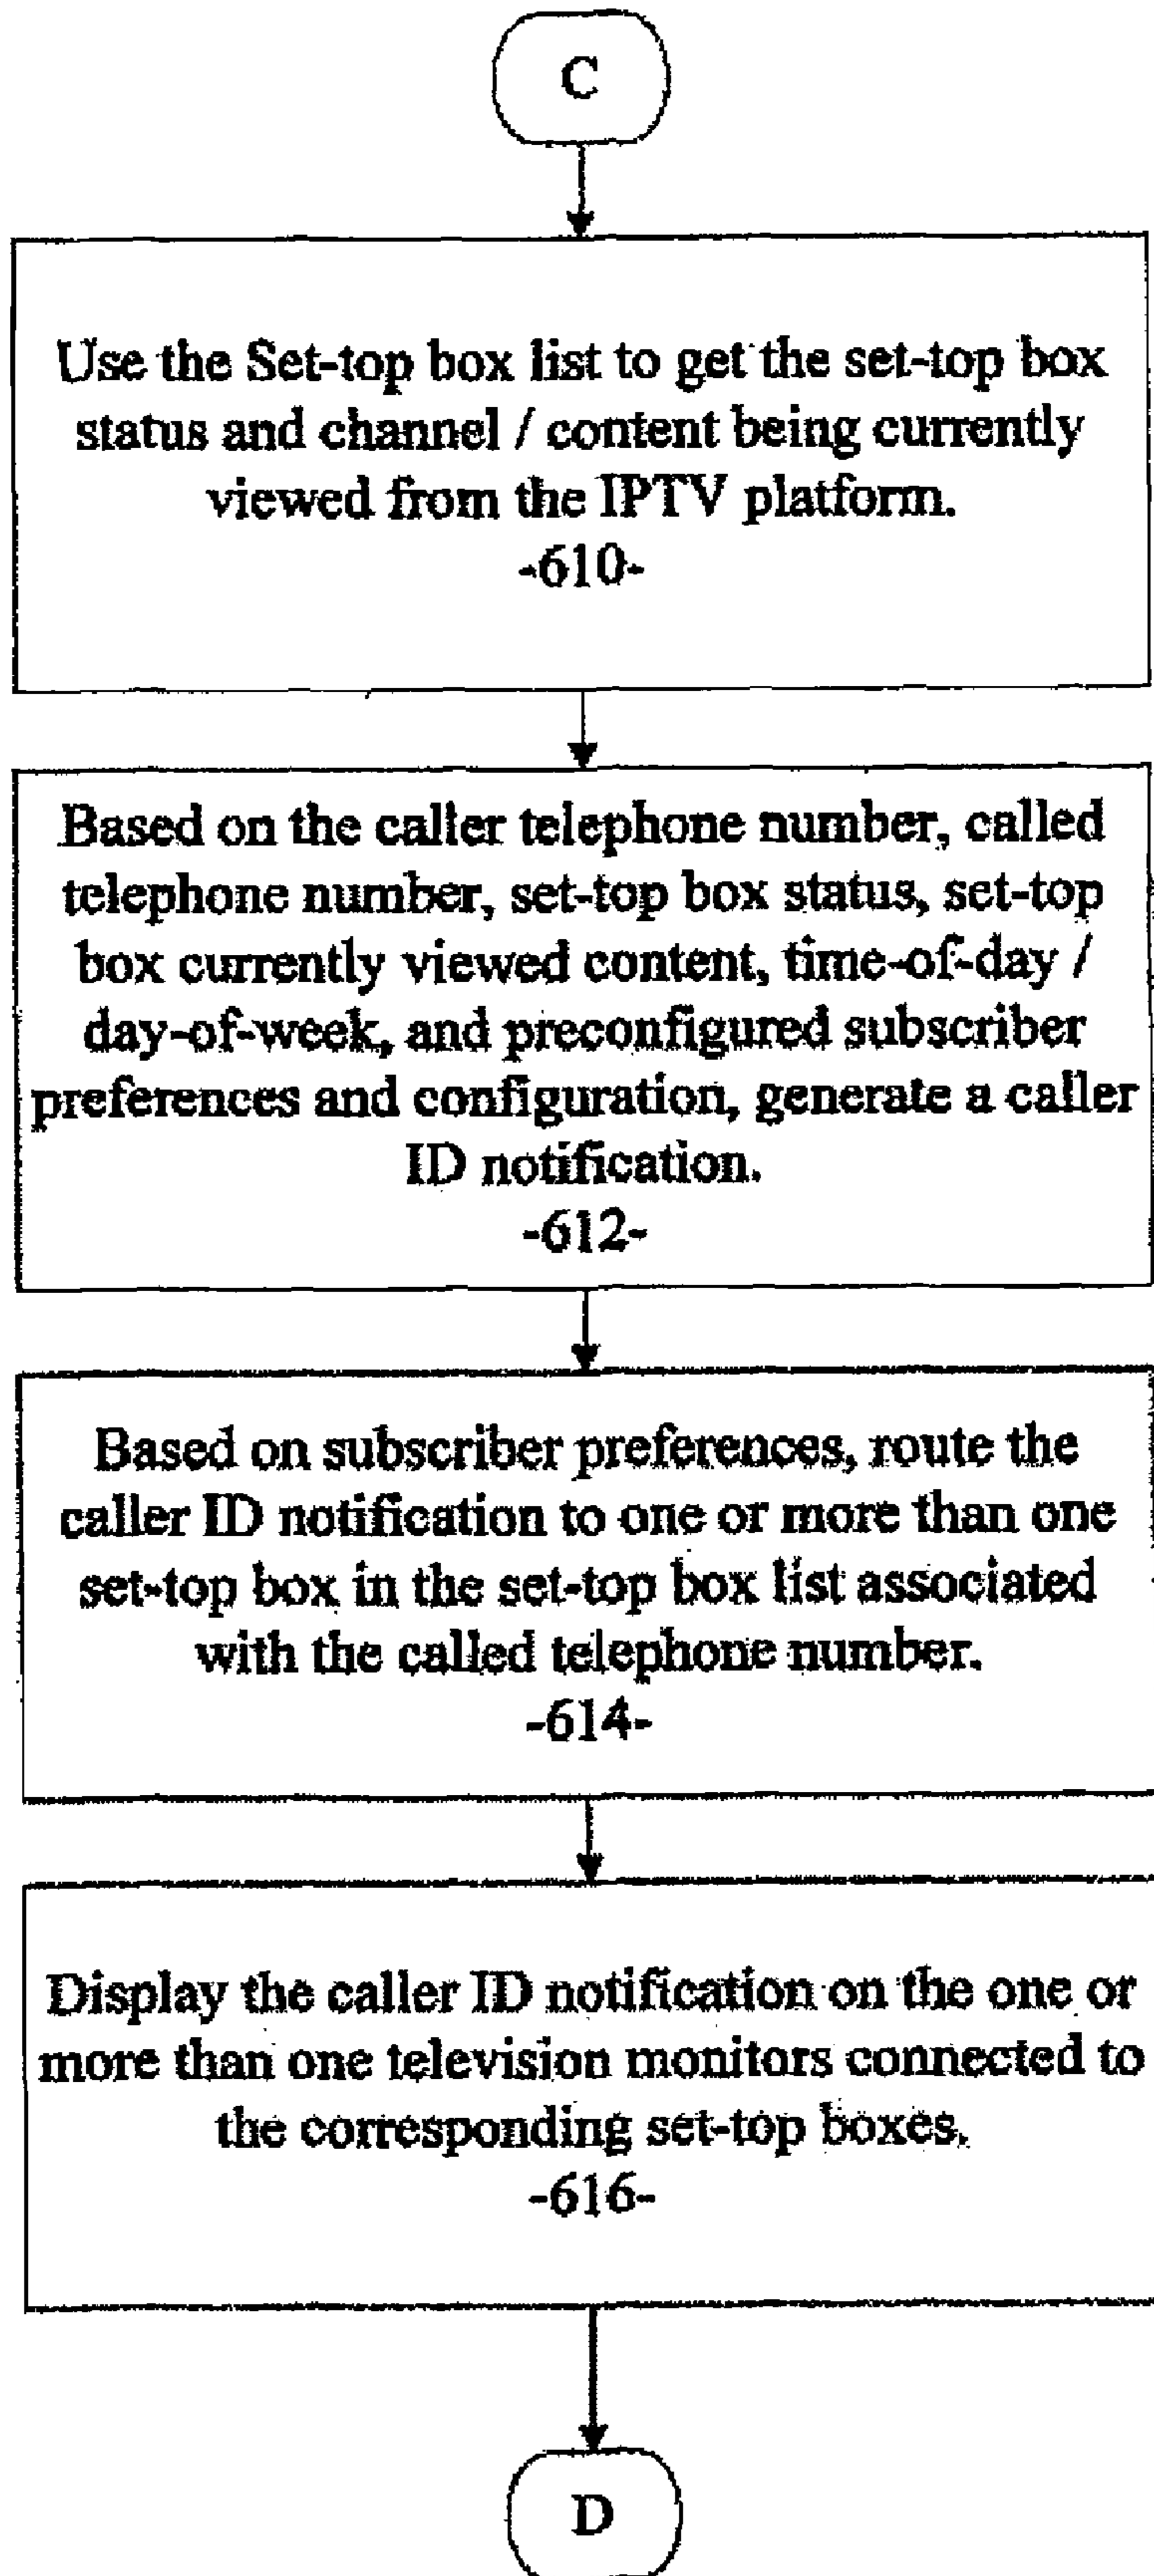 C
Use the Set-top box list to get the set-top box
status and channel / content being currently
viewed from the IPTV platform.
-610-
Based on the caller telephone number, called
telephone number, set-top box status, set-top
box currently viewed content, time-of-day /
day-of-week, and preconfigured subscriber
preferences and configuration, generate a caller
ID notification.
-612-
Based on subscriber preferences, route the
caller ID notification to one or more than one
set-top box in the set-top box list associated
with the called telephone number.
-614-
Display the caller ID notification on the one or
more than one television monitors connected to
the corresponding set-top boxes.
-616-
D